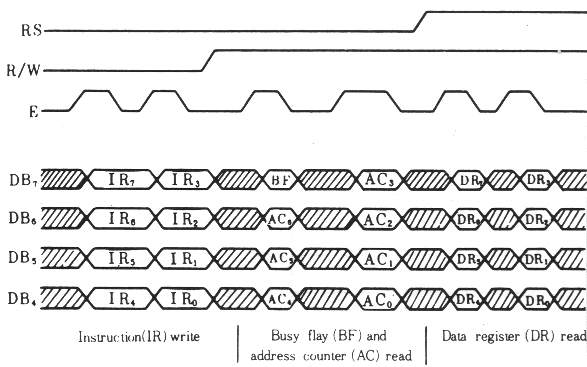 RS
R/W
E
DB₇ IR₇ IR₃ BF AC₃ DR₇ DR₃
DB₆ IR₆ IR₂ AC₆ AC₂ DR₆ DR₂
DB₅ IR₅ IR₁ AC₅ AC₁ DR₅ DR₁
DB₄ IR₄ IR₀ AC₄ AC₀ DR₄ DR₀
Instruction(IR) write
Busy flay (BF) and
address counter (AC) read
Data register (DR) read